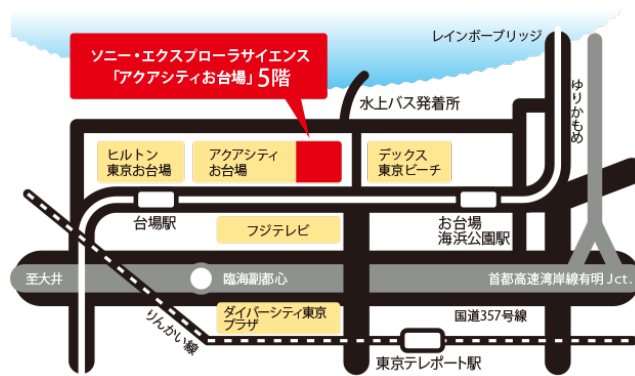 ソニー・エクスプローラサイエンス
「アクアシティお台場」5階
レインボーブリッジ
ゆりかもめ
水上バス発着所
ヒルトン
東京お台場
アクアシティ
お台場
デックス
東京ビーチ
台場駅
フジテレビ
お台場
海浜公園駅
至大井
臨海副都心
首都高速湾岸線有明Jct.
りんかい線
ダイバーシティ東京
プラザ
国道357号線
東京テレポート駅